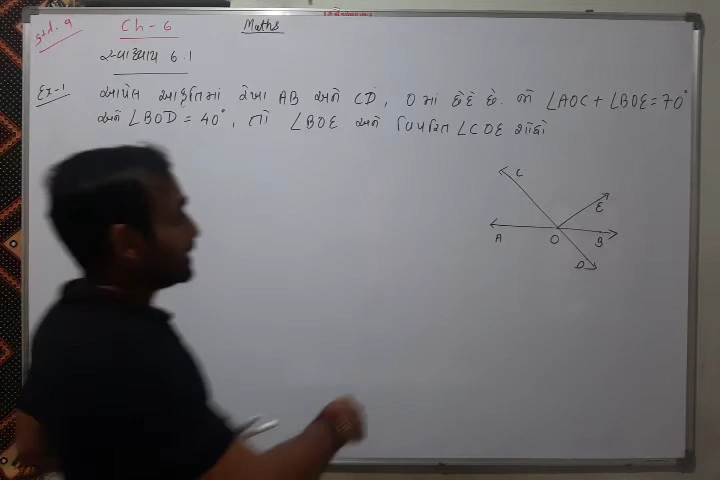 Std. 9
Ch - 6
Maths
સ્વાધ્યાય 6.1
Ex-1
આપેલ આકૃતિમાં રેખા AB અને CD, O માં છેદે છે. જો ∠AOC + ∠BOE = 70°
અને ∠BOD = 40°, તો ∠BOE અને વિપરિત ∠COE શોધો
C
E
A
O
B
D